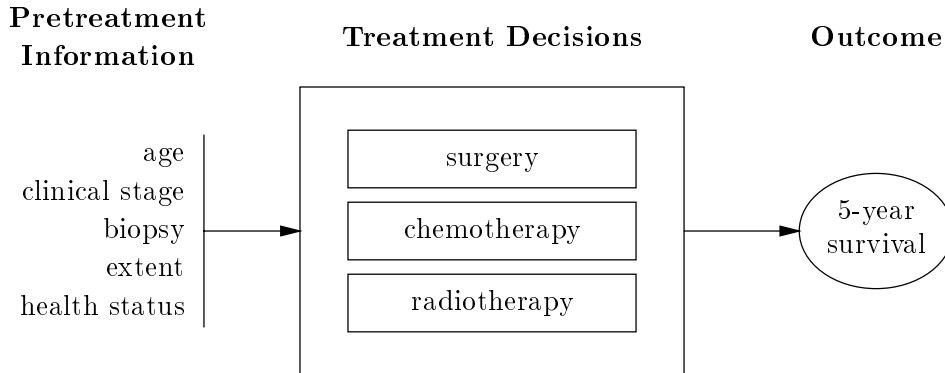 Pretreatment
Information
Treatment Decisions
Outcome
age
clinical stage
biopsy
extent
health status
surgery
chemotherapy
radiotherapy
5-year
survival